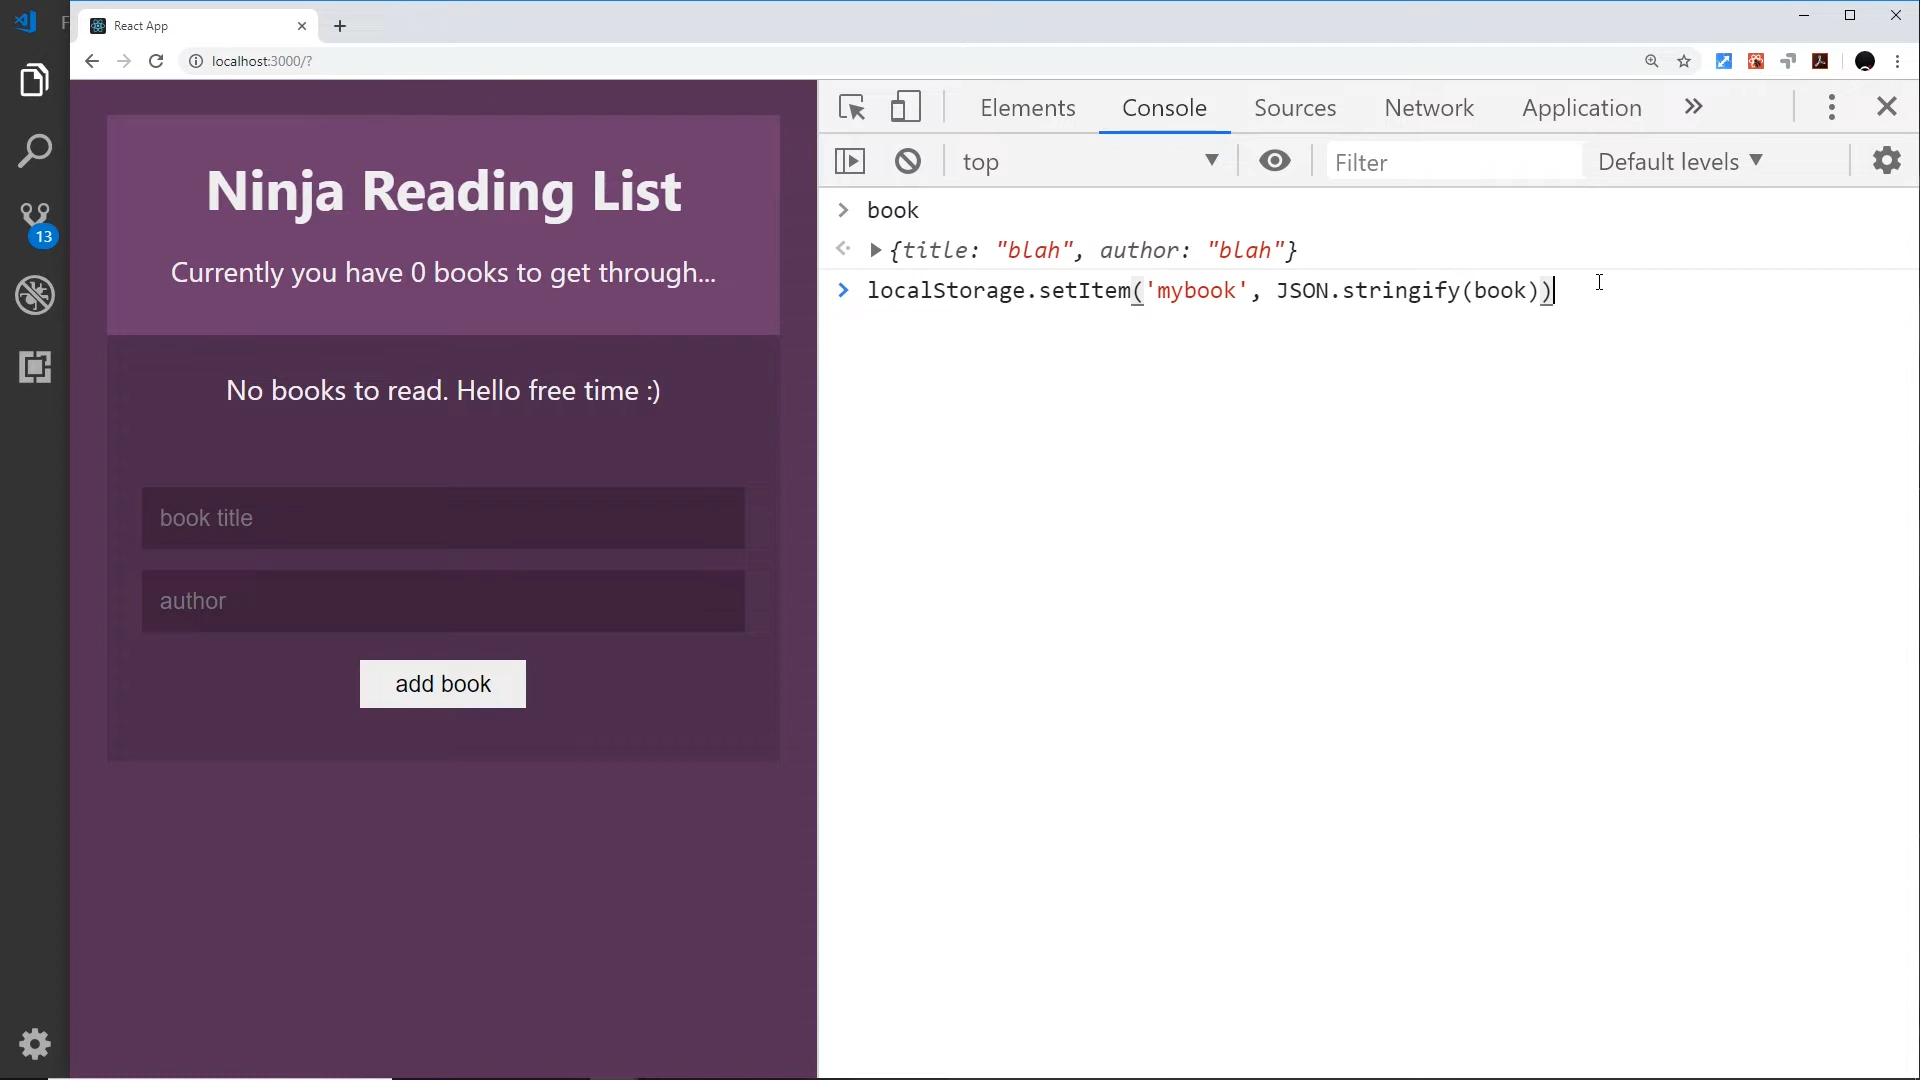 React App
localhost:3000/?
Elements Console Sources Network Application »
top Filter Default levels
> book
{title: "blah", author: "blah"}
> localStorage.setItem('mybook', JSON.stringify(book))
Ninja Reading List
Currently you have 0 books to get through...
No books to read. Hello free time :)
book title
author
add book
13
F